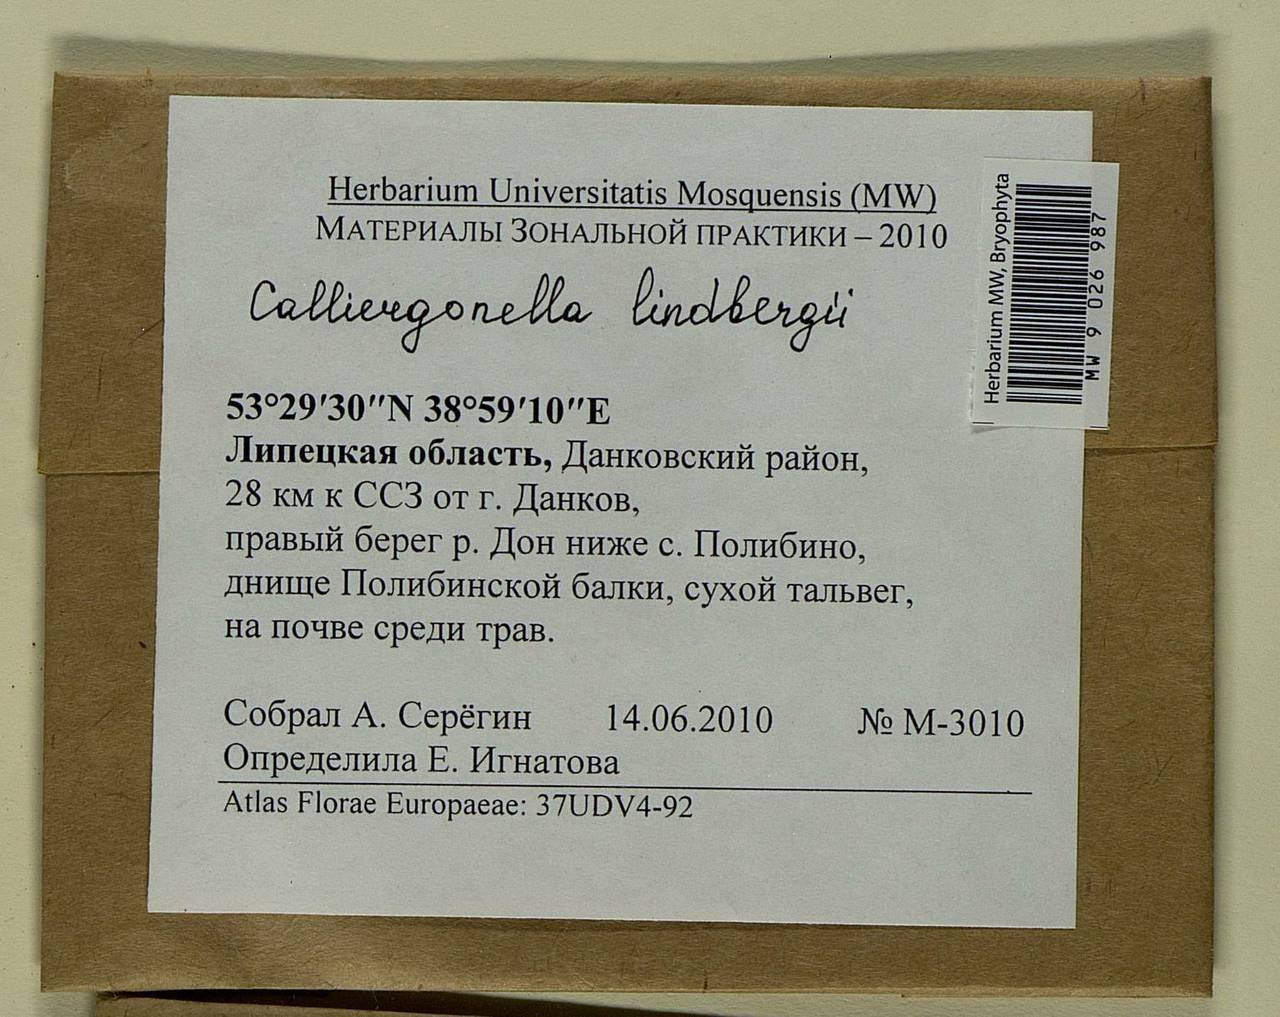 Herbarium Universitatis Mosquensis (MW)
МАТЕРИАЛЫ ЗОНАЛЬНОЙ ПРАКТИКИ – 2010
Calliergonella lindbergii
53°29′30″N 38°59′10″E
Липецкая область, Данковский район,
28 км к ССЗ от г. Данков,
правый берег р. Дон ниже с. Полибино,
днище Полибинской балки, сухой тальвег,
на почве среди трав.
Собрал А. Серёгин 14.06.2010 № М-3010
Определила Е. Игнатова
Atlas Florae Europaeae: 37UDV4-92
Herbarium MW, Bryophyta
MW 9 026 987